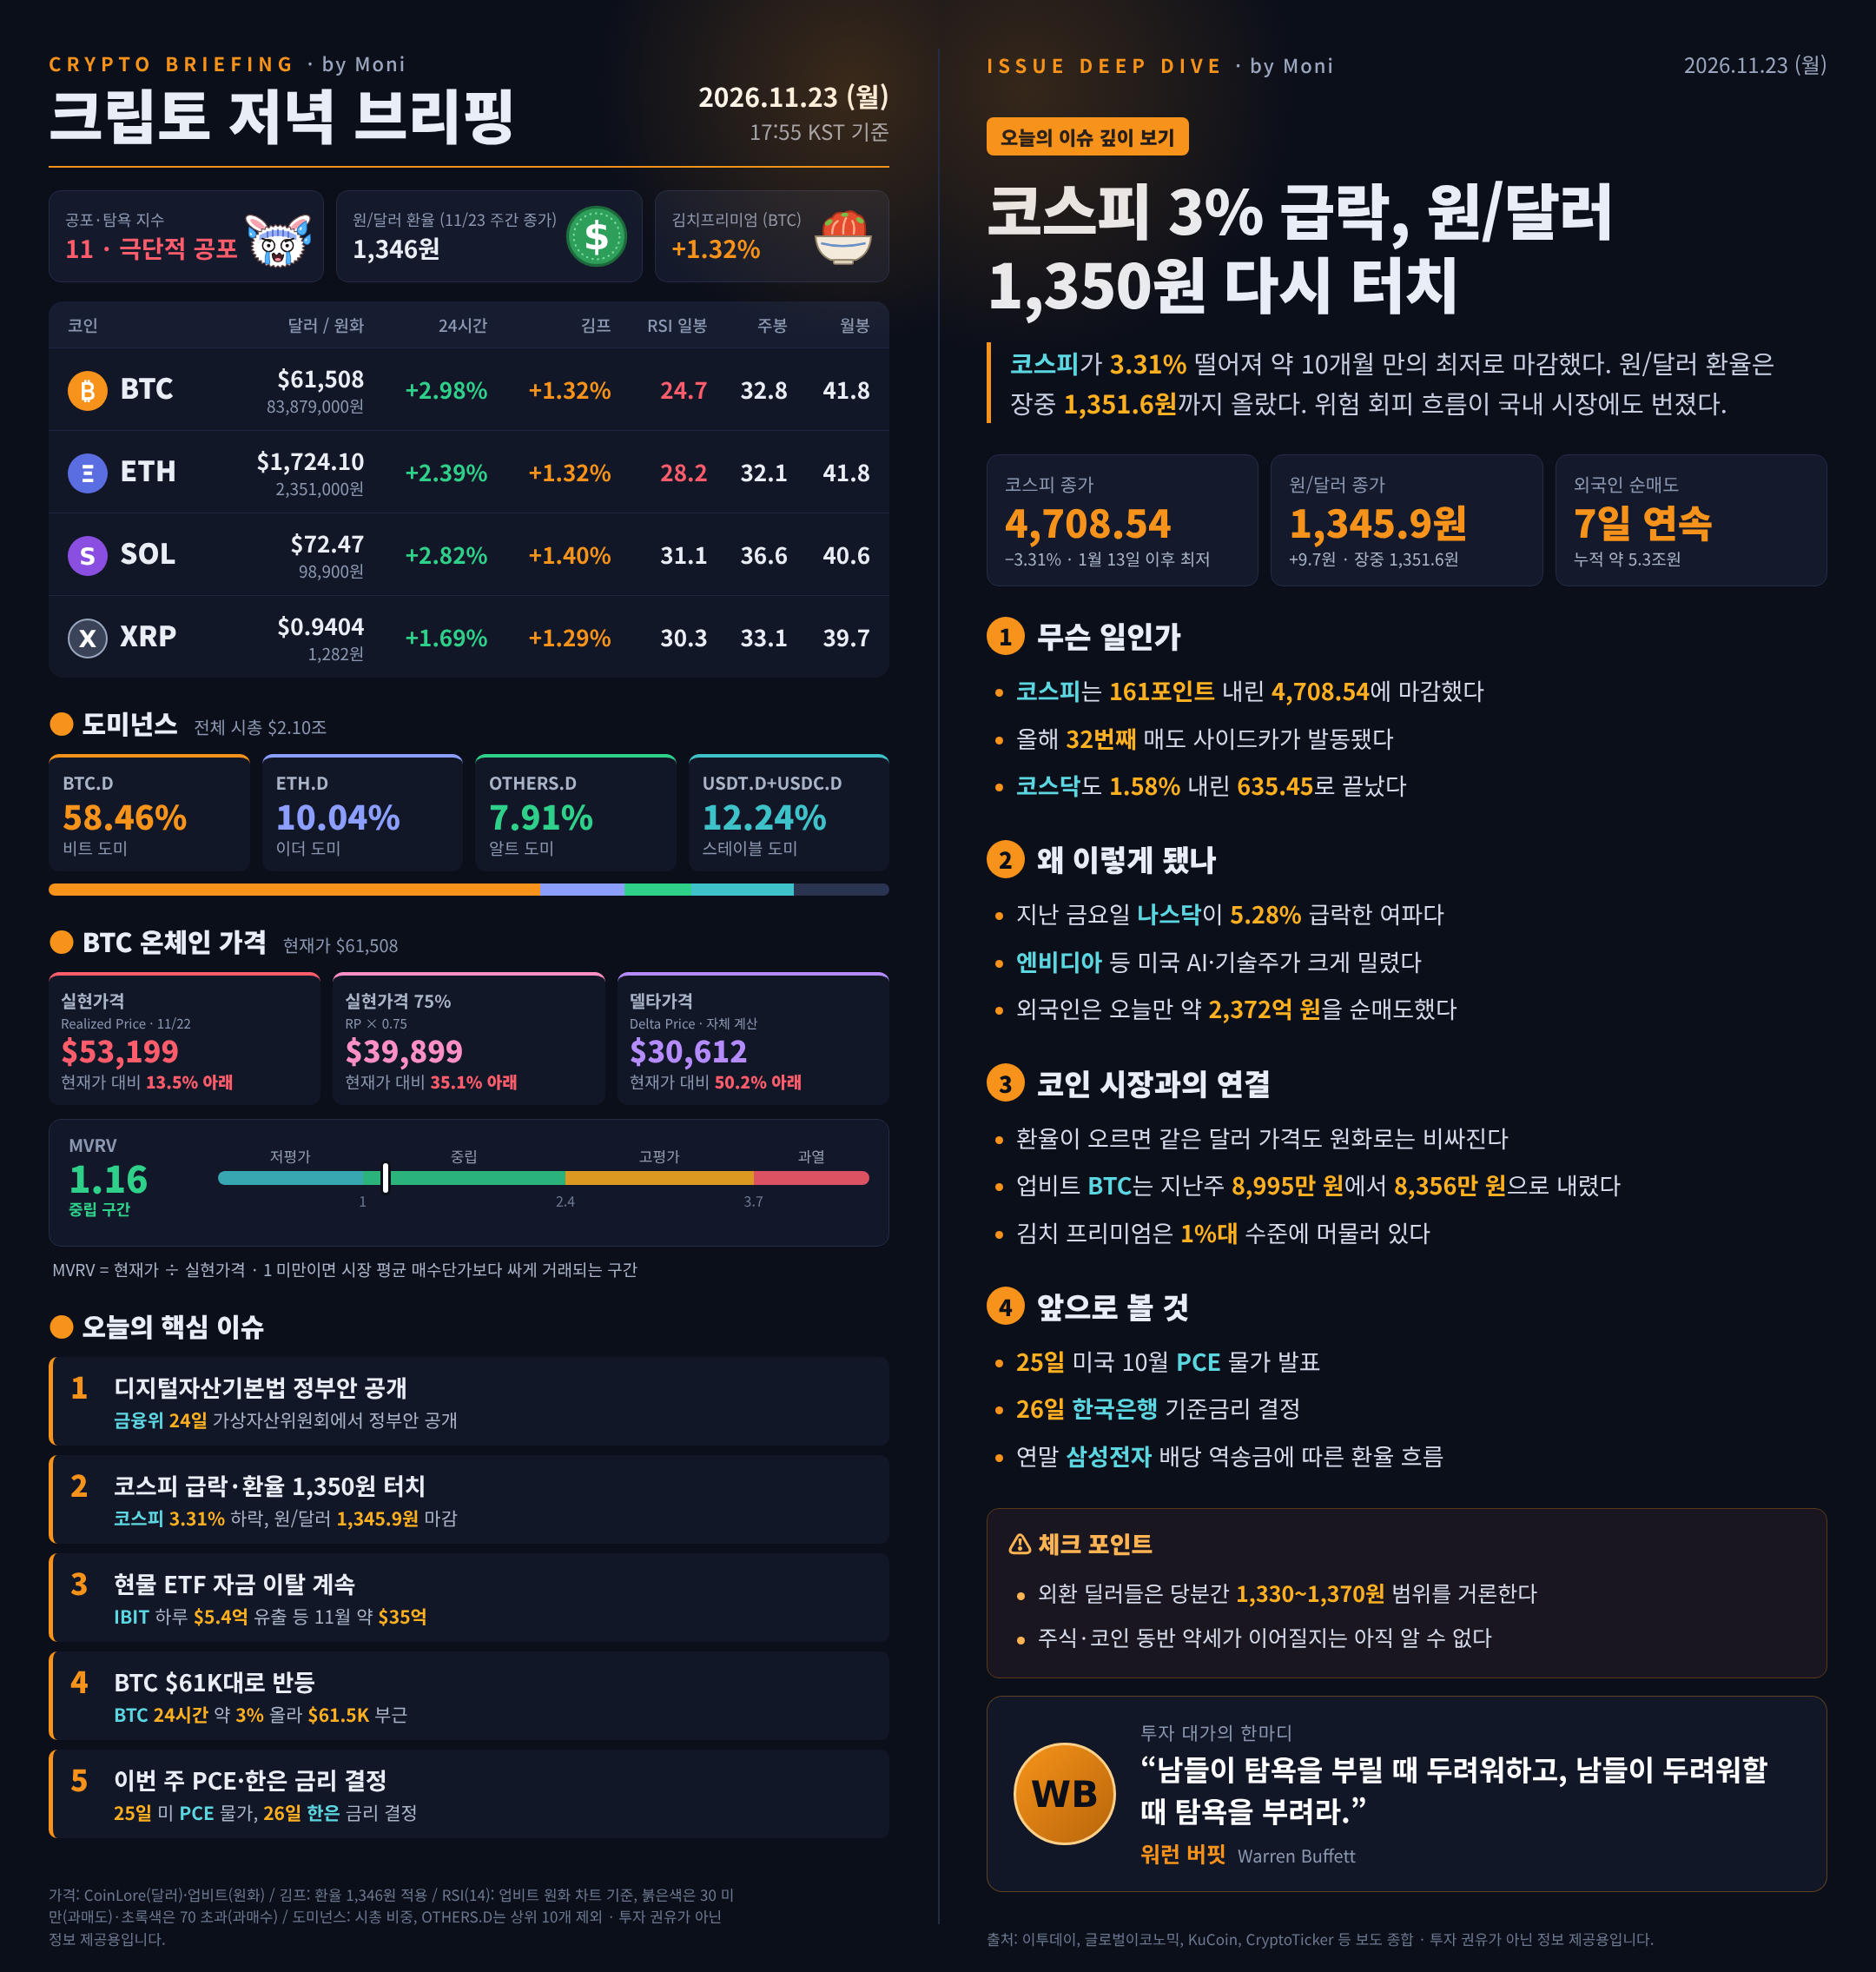 CRYPTO BRIEFING · by Moni
크립토 저녁 브리핑
2026.11.23 (월)
17:55 KST 기준
공포·탐욕 지수
11 · 극단적 공포
원/달러 환율 (11/23 주간 종가)
1,346원
$
김치프리미엄 (BTC)
+1.32%
코인 달러 / 원화 24시간 김프 RSI 일봉 주봉 월봉
₿ BTC $61,508 +2.98% +1.32% 24.7 32.8 41.8
83,879,000원
Ξ ETH $1,724.10 +2.39% +1.32% 28.2 32.1 41.8
2,351,000원
S SOL $72.47 +2.82% +1.40% 31.1 36.6 40.6
98,900원
X XRP $0.9404 +1.69% +1.29% 30.3 33.1 39.7
1,282원
도미넌스 전체 시총 $2.10조
BTC.D
58.46%
비트 도미
ETH.D
10.04%
이더 도미
OTHERS.D
7.91%
알트 도미
USDT.D+USDC.D
12.24%
스테이블 도미
BTC 온체인 가격 현재가 $61,508
실현가격
Realized Price · 11/22
$53,199
현재가 대비 13.5% 아래
실현가격 75%
RP × 0.75
$39,899
현재가 대비 35.1% 아래
델타가격
Delta Price · 자체 계산
$30,612
현재가 대비 50.2% 아래
MVRV
1.16
중립 구간
저평가 중립 고평가 과열
1 2.4 3.7
MVRV = 현재가 ÷ 실현가격 · 1 미만이면 시장 평균 매수단가보다 싸게 거래되는 구간
오늘의 핵심 이슈
1 디지털자산기본법 정부안 공개
금융위 24일 가상자산위원회에서 정부안 공개
2 코스피 급락·환율 1,350원 터치
코스피 3.31% 하락, 원/달러 1,345.9원 마감
3 현물 ETF 자금 이탈 계속
IBIT 하루 $5.4억 유출 등 11월 약 $35억
4 BTC $61K대로 반등
BTC 24시간 약 3% 올라 $61.5K 부근
5 이번 주 PCE·한은 금리 결정
25일 미 PCE 물가, 26일 한은 금리 결정
가격: CoinLore(달러)·업비트(원화) / 김프: 환율 1,346원 적용 / RSI(14): 업비트 원화 차트 기준, 붉은색은 30 미
만(과매도)·초록색은 70 초과(과매수) / 도미넌스: 시총 비중, OTHERS.D는 상위 10개 제외 · 투자 권유가 아닌
정보 제공용입니다.
ISSUE DEEP DIVE · by Moni
2026.11.23 (월)
오늘의 이슈 깊이 보기
코스피 3% 급락, 원/달러
1,350원 다시 터치
코스피가 3.31% 떨어져 약 10개월 만의 최저로 마감했다. 원/달러 환율은
장중 1,351.6원까지 올랐다. 위험 회피 흐름이 국내 시장에도 번졌다.
코스피 종가
4,708.54
−3.31% · 1월 13일 이후 최저
원/달러 종가
1,345.9원
+9.7원 · 장중 1,351.6원
외국인 순매도
7일 연속
누적 약 5.3조원
1 무슨 일인가
• 코스피는 161포인트 내린 4,708.54에 마감했다
• 올해 32번째 매도 사이드카가 발동됐다
• 코스닥도 1.58% 내린 635.45로 끝났다
2 왜 이렇게 됐나
• 지난 금요일 나스닥이 5.28% 급락한 여파다
• 엔비디아 등 미국 AI·기술주가 크게 밀렸다
• 외국인은 오늘만 약 2,372억 원을 순매도했다
3 코인 시장과의 연결
• 환율이 오르면 같은 달러 가격도 원화로는 비싸진다
• 업비트 BTC는 지난주 8,995만 원에서 8,356만 원으로 내렸다
• 김치 프리미엄은 1%대 수준에 머물러 있다
4 앞으로 볼 것
• 25일 미국 10월 PCE 물가 발표
• 26일 한국은행 기준금리 결정
• 연말 삼성전자 배당 역송금에 따른 환율 흐름
⚠ 체크 포인트
• 외환 딜러들은 당분간 1,330~1,370원 범위를 거론한다
• 주식·코인 동반 약세가 이어질지는 아직 알 수 없다
WB
투자 대가의 한마디
“남들이 탐욕을 부릴 때 두려워하고, 남들이 두려워할
때 탐욕을 부려라.”
워런 버핏 Warren Buffett
출처: 이투데이, 글로벌이코노믹, KuCoin, CryptoTicker 등 보도 종합 · 투자 권유가 아닌 정보 제공용입니다.